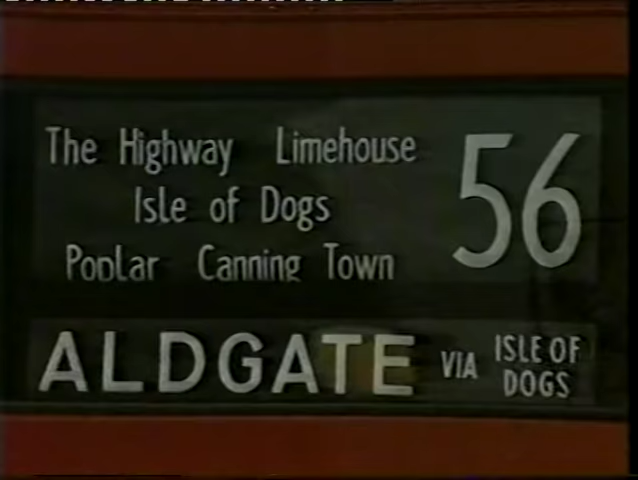 The Highway Limehouse
Isle of Dogs
Poplar Canning Town
56
ALDGATE VIA ISLE OF DOGS